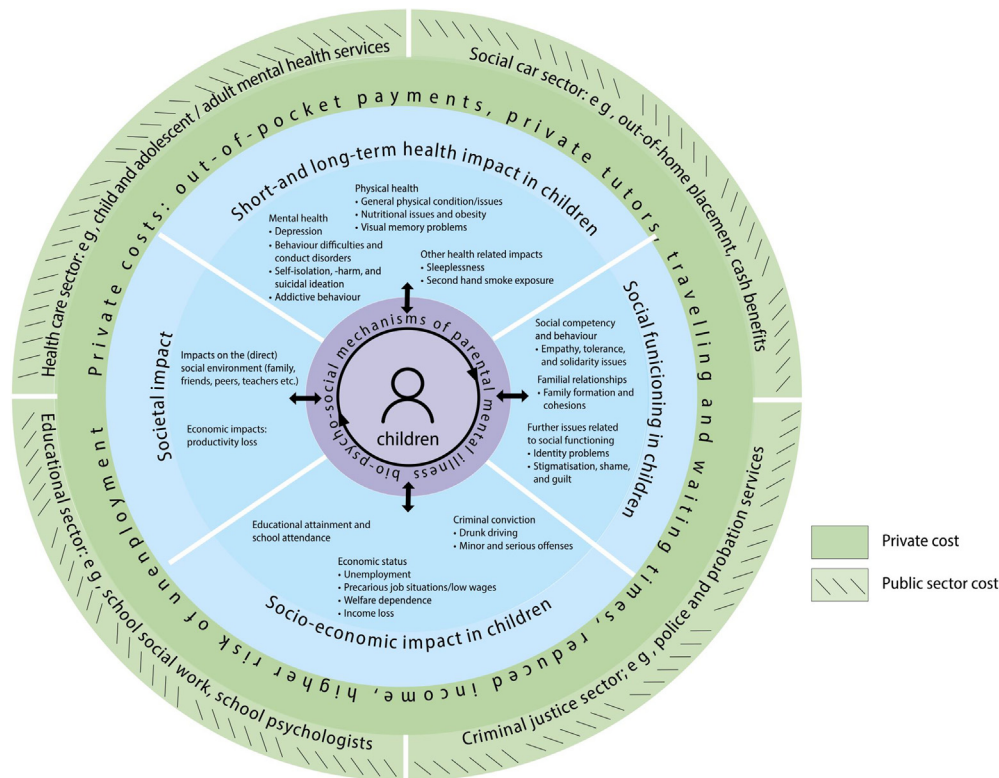 Health care sector: e.g, child and adolescent / adult mental health services
Social car sector: e.g, out-of-home placement, cash benefits
Educational sector: e.g, school social work, school psychologists
Criminal justice sector; e.g, police and probation services
Private costs: out-of-pocket payments, private tutors, travelling and waiting times, reduced income, higher risk of unemployment
Short-and long-term health impact in children
Physical health
• General physical condition/issues
• Nutritional issues and obesity
• Visual memory problems
Mental health
• Depression
• Behaviour difficulties and
conduct disorders
• Self-isolation, -harm, and
suicidal ideation
• Addictive behaviour
Other health related impacts
• Sleeplessness
• Second hand smoke exposure
Social funicioning in children
Social competency
and behaviour
• Empathy, tolerance,
and solidarity issues
Familial relationships
• Family formation and
cohesions
Further issues related
to social functioning
• Identity problems
• Stigmatisation, shame,
and guilt
Societal impact
Impacts on the (direct)
social environment (family,
friends, peers, teachers etc.)
Economic impacts:
productivity loss
bio-psycho-social mechanisms of parental mental illness
children
Educational attainment and
school attendance
Criminal conviction
• Drunk driving
• Minor and serious offenses
Economic status
• Unemployment
• Precarious job situations/low wages
• Welfare dependence
• Income loss
Socio-economic impact in children
Private cost
Public sector cost